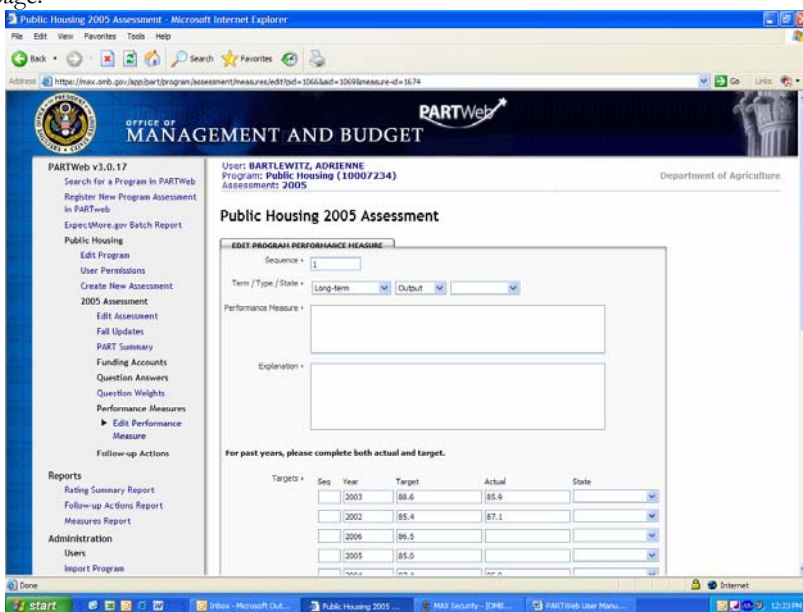 page.
Public Housing 2005 Assessment - Microsoft Internet Explorer
File Edit View Favorites Tools Help
Back Search Favorites
Address https://max.omb.gov/app/part/program/assessment/measures/edit?pid=1066&aid=1069&measure-id=1674 Go Links
OFFICE OF
MANAGEMENT AND BUDGET
PARTWeb
PARTWeb v3.0.17
Search for a Program in PARTWeb
Register New Program Assessment
in PARTweb
ExpectMore.gov Batch Report
Public Housing
Edit Program
User Permissions
Create New Assessment
2005 Assessment
Edit Assessment
Fall Updates
PART Summary
Funding Accounts
Question Answers
Question Weights
Performance Measures
Edit Performance
Measure
Follow-up Actions
Reports
Rating Summary Report
Follow-up Actions Report
Measures Report
Administration
Users
Import Program
User: BARTLEWITZ, ADRIENNE
Program: Public Housing (10007234)
Assessment: 2005
Department of Agriculture
Public Housing 2005 Assessment
EDIT PROGRAM PERFORMANCE MEASURE
Sequence 1
Term / Type / State Long-term Output
Performance Measure
Explanation
For past years, please complete both actual and target.
Targets Seq Year Target Actual State
2003 88.6 85.9
2002 85.4 87.1
2006 86.5
2005 85.0
Done Internet
start Inbox - Microsoft Out... Public Housing 2005 ... MAX Security - [OMB... PARTWeb User Manu... 12:23 PM